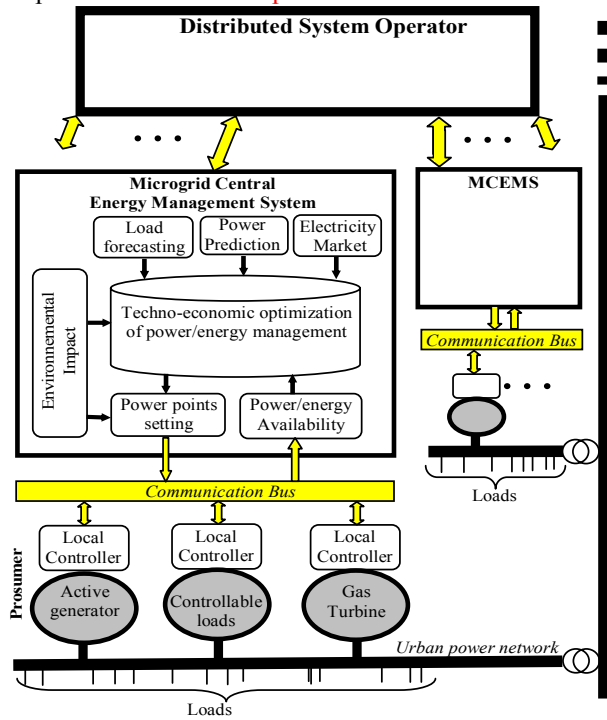 Distributed System Operator
Microgrid Central
Energy Management System
MCEMS
Load
forecasting
Power
Prediction
Electricity
Market
Environnemental
Impact
Techno-economic optimization
of power/energy management
Power points
setting
Power/energy
Availability
Communication Bus
Communication Bus
Loads
Prosumer
Local
Controller
Local
Controller
Local
Controller
Active
generator
Controllable
loads
Gas
Turbine
Urban power network
Loads